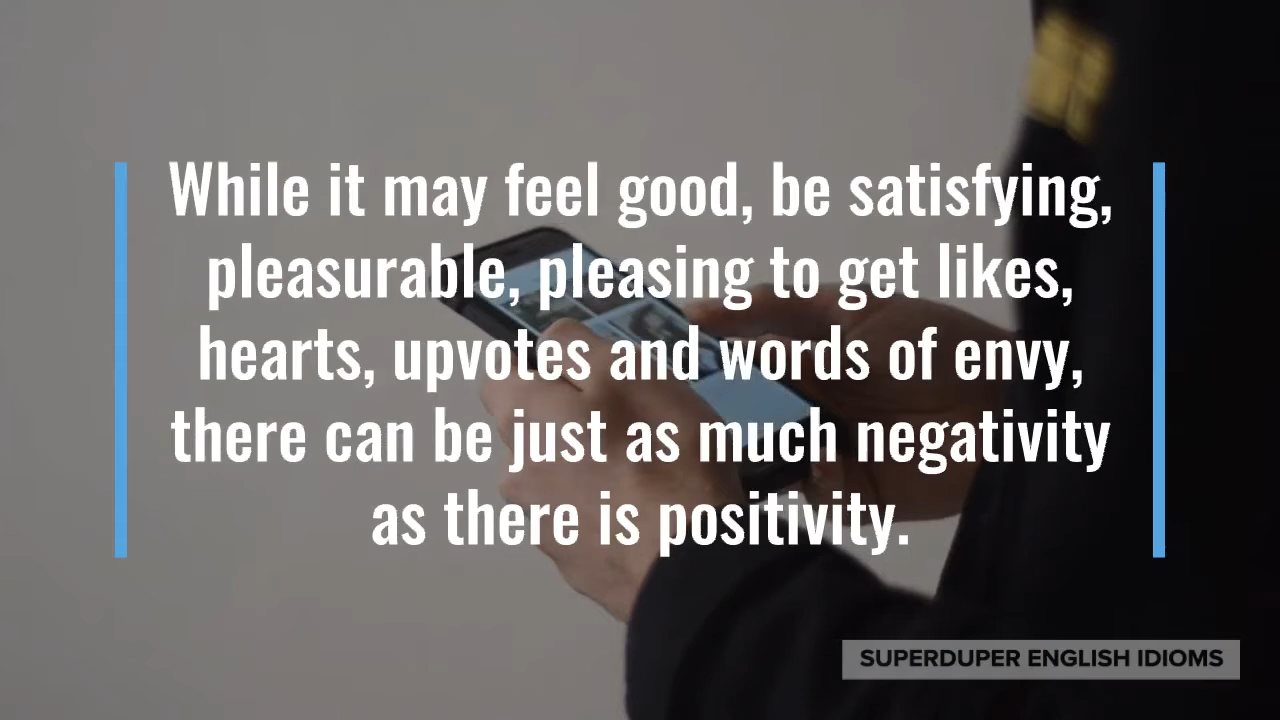 While it may feel good, be satisfying,
pleasurable, pleasing to get likes,
hearts, upvotes and words of envy,
there can be just as much negativity
as there is positivity.
SUPERDUPER ENGLISH IDIOMS